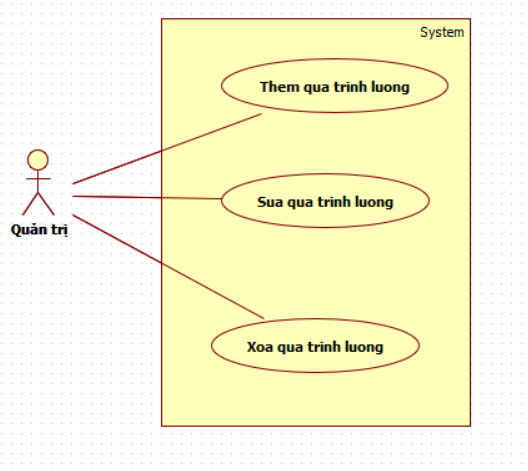 System
Them qua trinh luong
Sua qua trinh luong
Quản trị
Xoa qua trinh luong